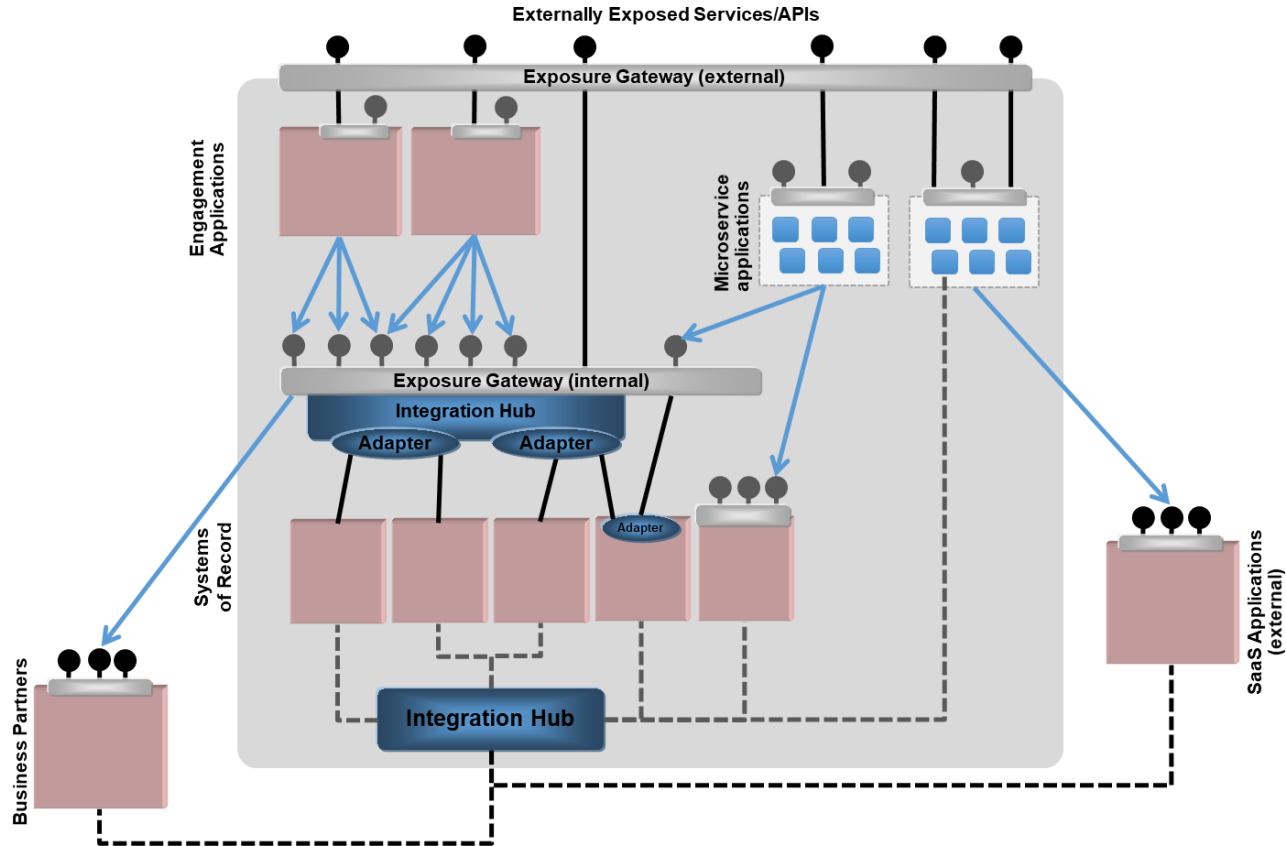 Externally Exposed Services/APIs
Exposure Gateway (external)
Engagement
Applications
Microservice
applications
Exposure Gateway (internal)
Integration Hub
Adapter
Adapter
Adapter
Systems
of Record
Integration Hub
Business Partners
SaaS Applications
(external)